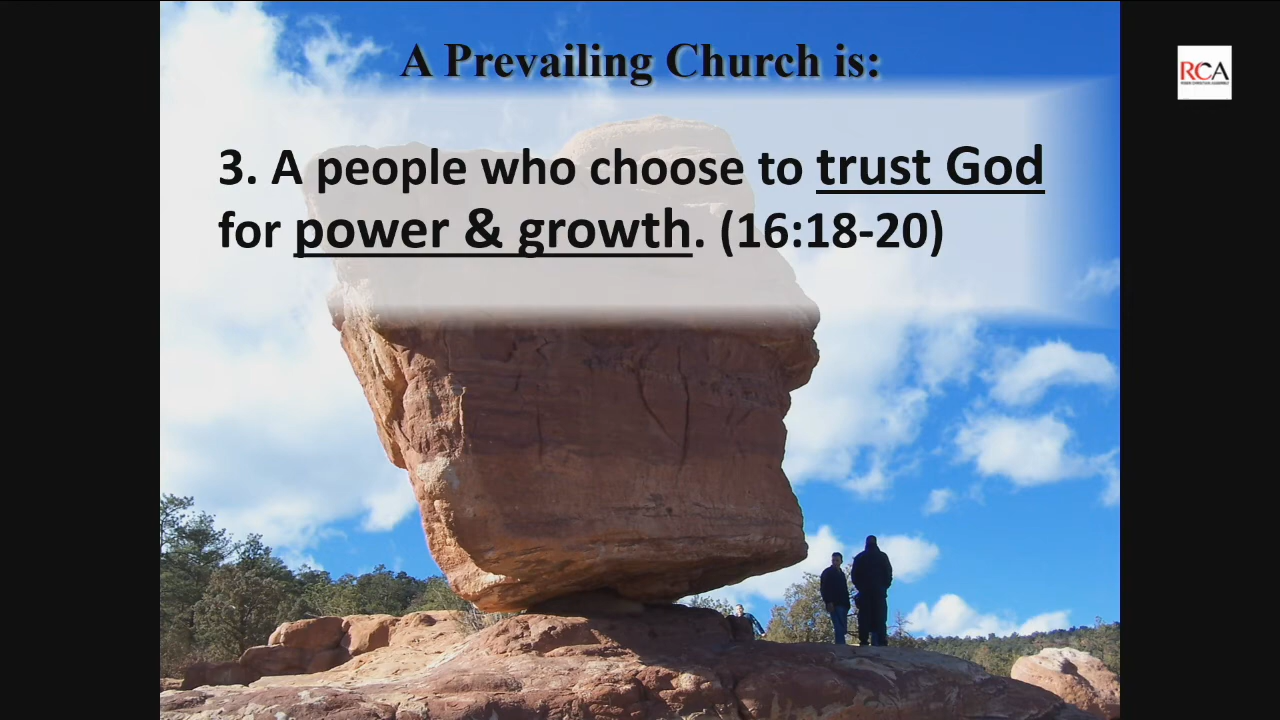 A Prevailing Church is:
RCA
3. A people who choose to trust God
for power & growth. (16:18-20)